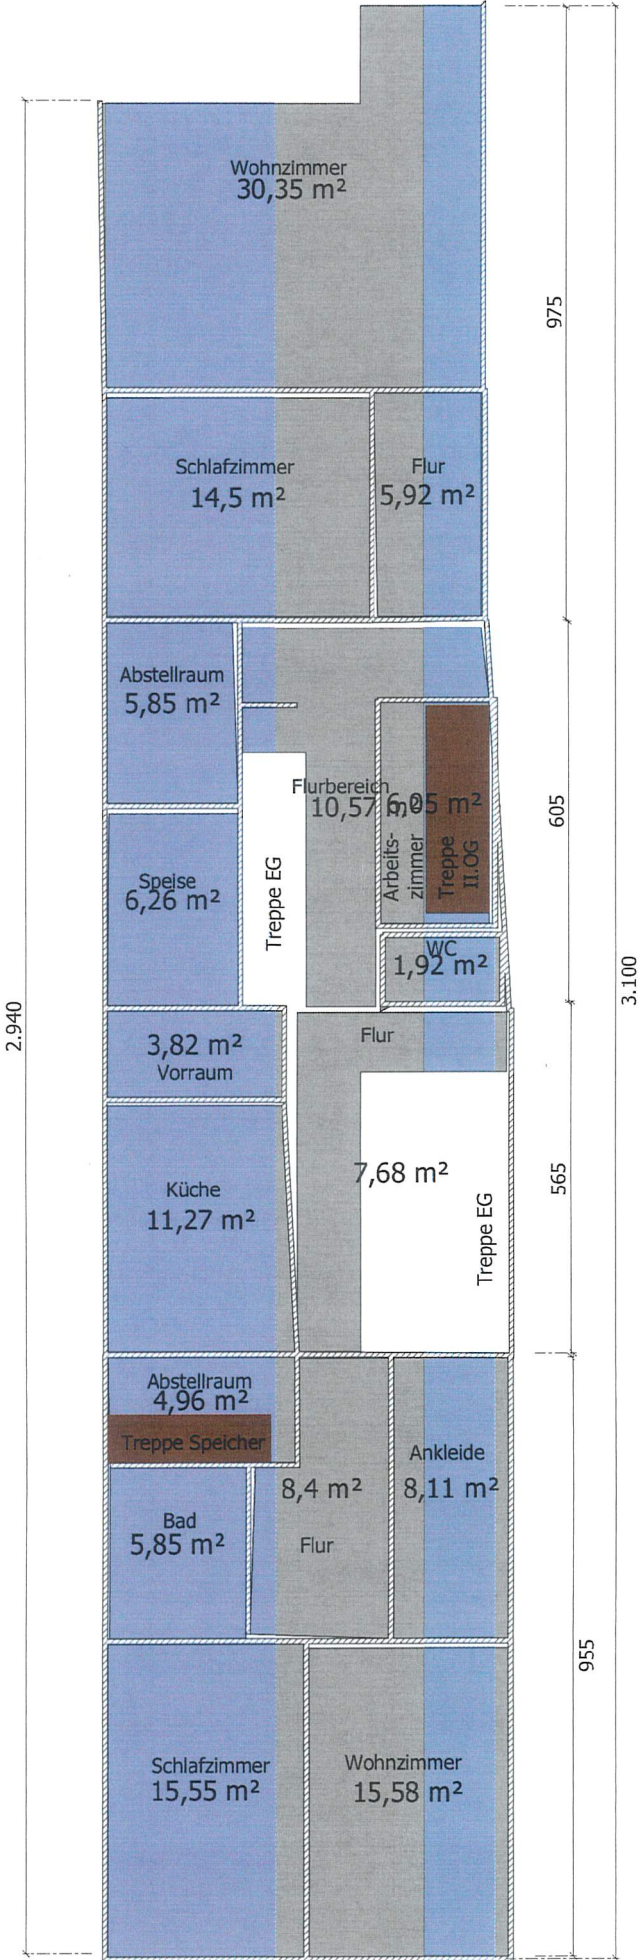 Wohnzimmer
30,35 m²
975
Schlafzimmer
14,5 m²
Flur
5,92 m²
Abstellraum
5,85 m²
Flurbereich
10,57 m²
6,05 m²
Arbeits-
zimmer
Treppe
II.OG
605
Speise
6,26 m²
Treppe EG
WC
1,92 m²
3.100
2.940
3,82 m²
Vorraum
Flur
7,68 m²
Treppe EG
565
Küche
11,27 m²
Abstellraum
4,96 m²
Treppe Speicher
Ankleide
8,11 m²
8,4 m²
Flur
Bad
5,85 m²
955
Schlafzimmer
15,55 m²
Wohnzimmer
15,58 m²